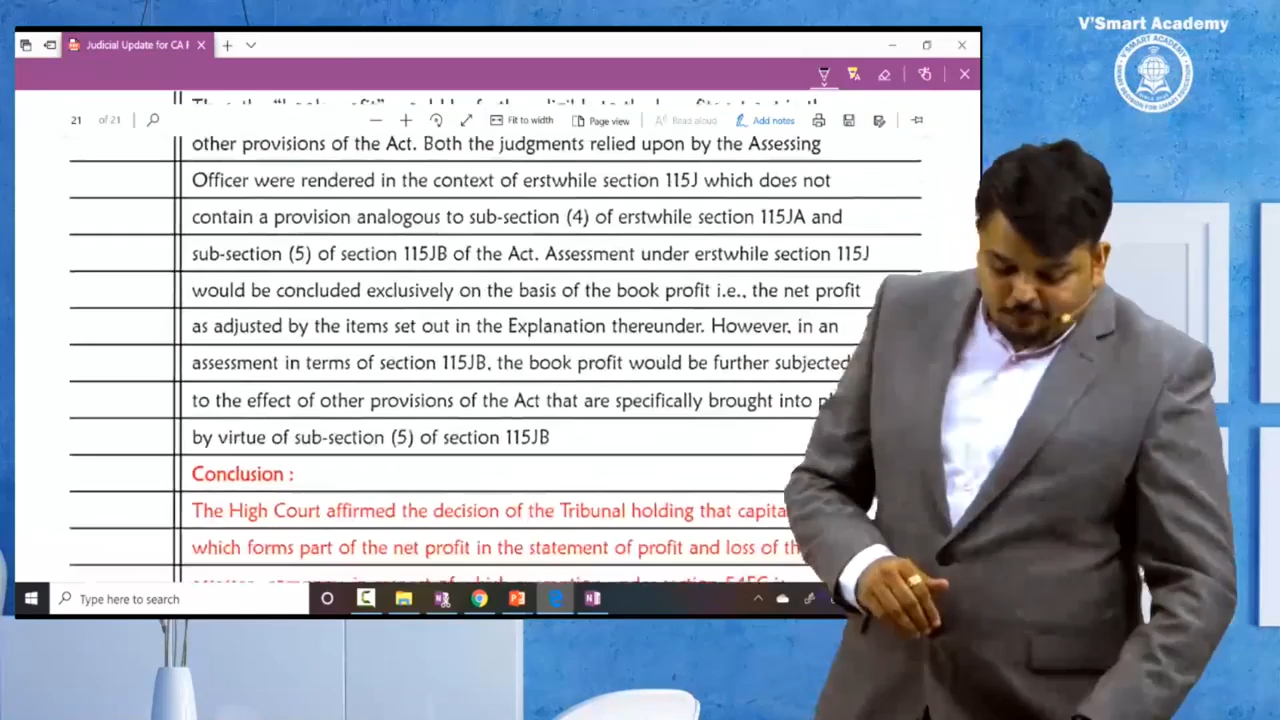 V'Smart Academy
Judicial Update for CA F
21 of 21
Fit to width
Page view
Read aloud
Add notes
other provisions of the Act. Both the judgments relied upon by the Assessing
Officer were rendered in the context of erstwhile section 115J which does not
contain a provision analogous to sub-section (4) of erstwhile section 115JA and
sub-section (5) of section 115JB of the Act. Assessment under erstwhile section 115J
would be concluded exclusively on the basis of the book profit i.e., the net profit
as adjusted by the items set out in the Explanation thereunder. However, in an
assessment in terms of section 115JB, the book profit would be further subjected
to the effect of other provisions of the Act that are specifically brought into
by virtue of sub-section (5) of section 115JB
Conclusion :
The High Court affirmed the decision of the Tribunal holding that
which forms part of the net profit in the statement of profit and loss of
Type here to search